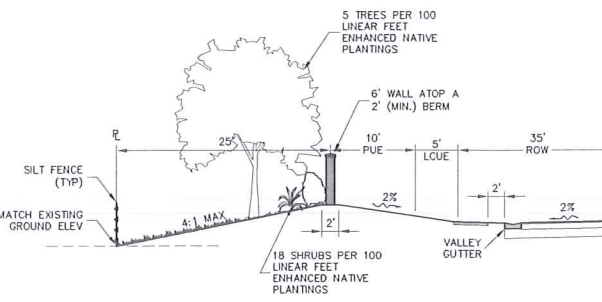 5 TREES PER 100
LINEAR FEET
ENHANCED NATIVE
PLANTINGS
6' WALL ATOP A
2' (MIN.) BERM
PL
25'
10'
PUE
5'
LCUE
35'
ROW
SILT FENCE
(TYP)
MATCH EXISTING
GROUND ELEV
4:1 MAX
2'
2%
2'
2%
VALLEY
GUTTER
18 SHRUBS PER 100
LINEAR FEET
ENHANCED NATIVE
PLANTINGS